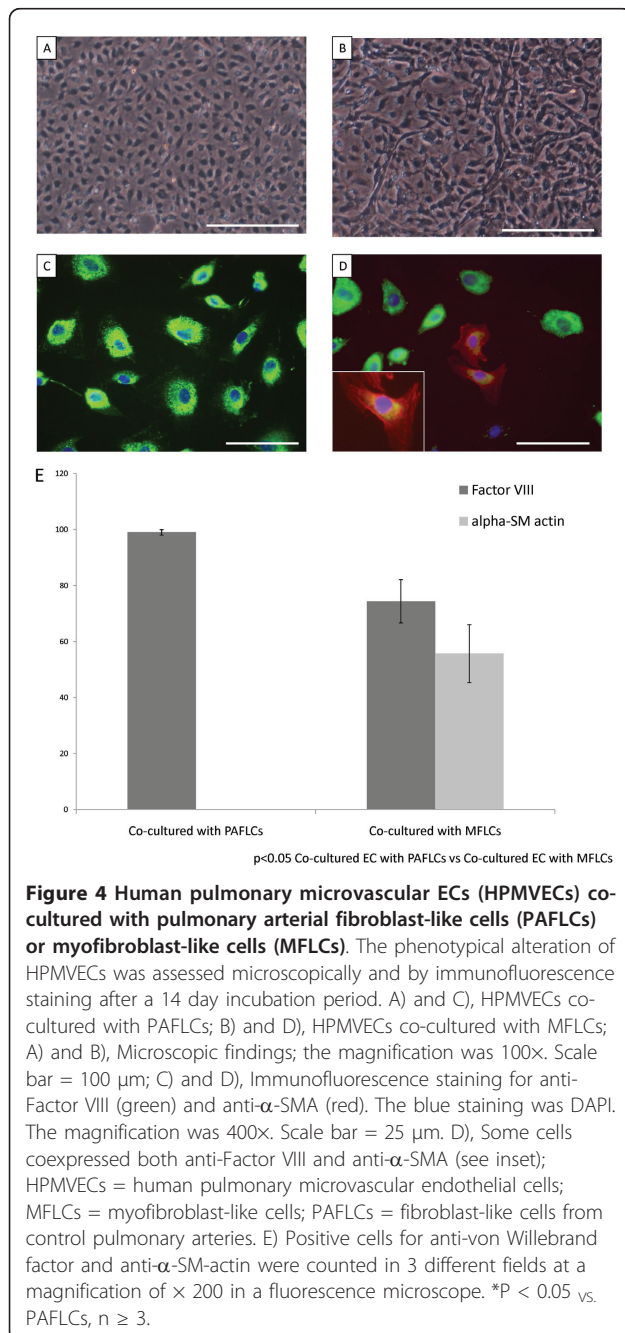 A
B
C
D
E
120
100
80
60
40
20
0
Factor VIII
alpha-SM actin
Co-cultured with PAFLCs
Co-cultured with MFLCs
p<0.05 Co-cultured EC with PAFLCs vs Co-cultured EC with MFLCs
Figure 4 Human pulmonary microvascular ECs (HPMVECs) co-
cultured with pulmonary arterial fibroblast-like cells (PAFLCs)
or myofibroblast-like cells (MFLCs). The phenotypical alteration of
HPMVECs was assessed microscopically and by immunofluorescence
staining after a 14 day incubation period. A) and C), HPMVECs co-
cultured with PAFLCs; B) and D), HPMVECs co-cultured with MFLCs;
A) and B), Microscopic findings; the magnification was 100×. Scale
bar = 100 μm; C) and D), Immunofluorescence staining for anti-
Factor VIII (green) and anti-α-SMA (red). The blue staining was DAPI.
The magnification was 400×. Scale bar = 25 μm. D), Some cells
coexpressed both anti-Factor VIII and anti-α-SMA (see inset);
HPMVECs = human pulmonary microvascular endothelial cells;
MFLCs = myofibroblast-like cells; PAFLCs = fibroblast-like cells from
control pulmonary arteries. E) Positive cells for anti-von Willebrand
factor and anti-α-SM-actin were counted in 3 different fields at a
magnification of × 200 in a fluorescence microscope. *P < 0.05 vs.
PAFLCs, n ≥ 3.